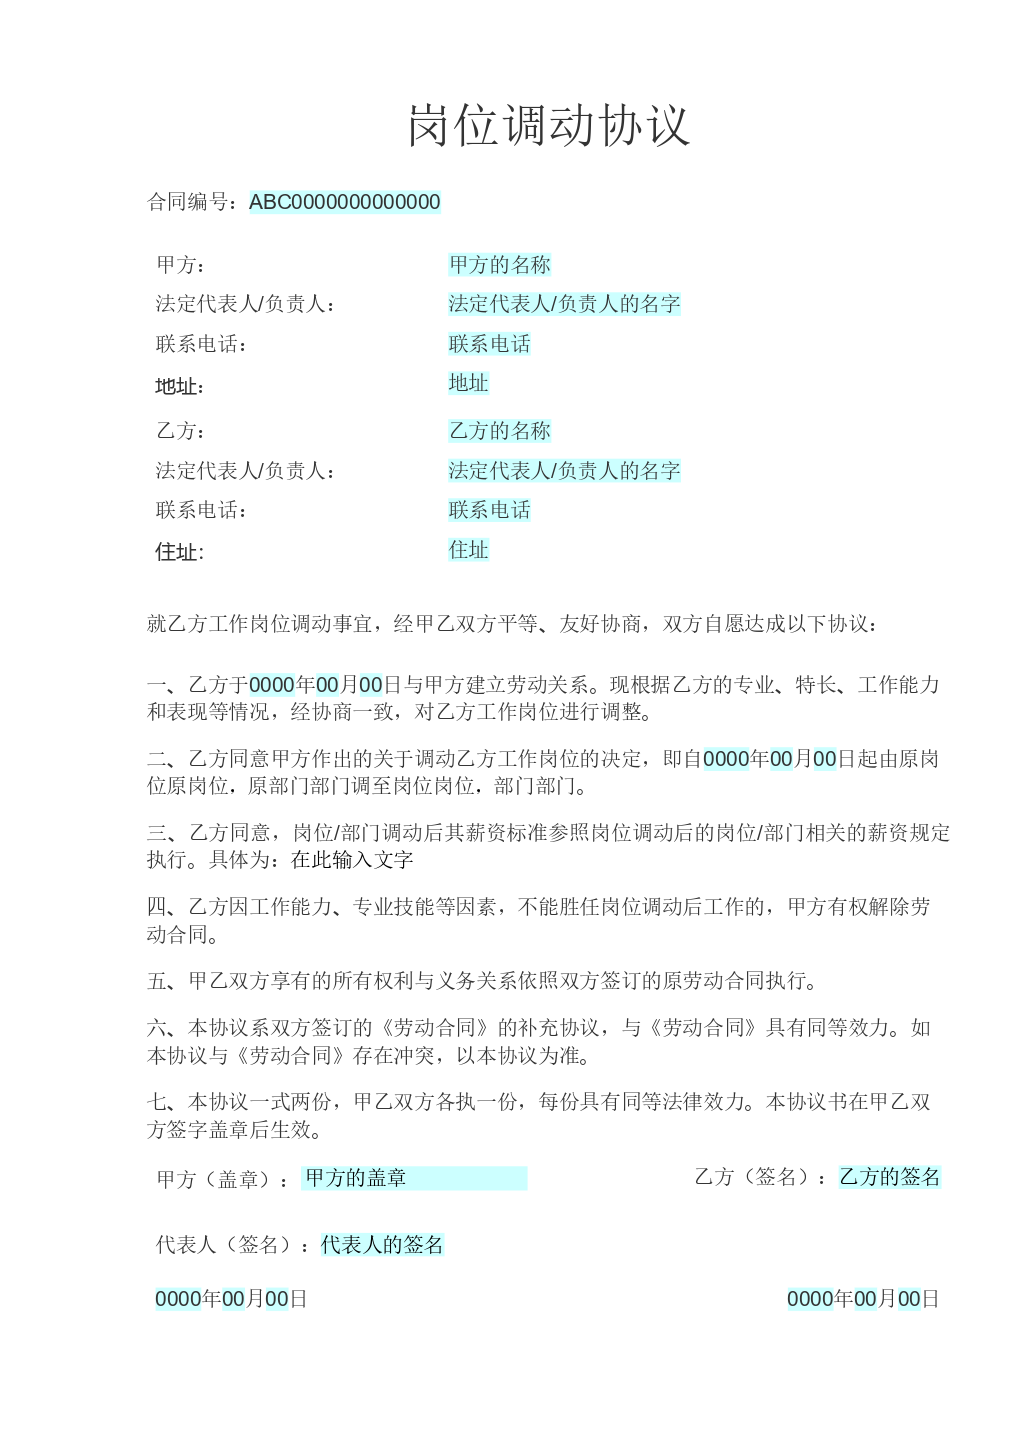 岗位调动协议
合同编号：ABC0000000000000
甲方： 甲方的名称
法定代表人/负责人： 法定代表人/负责人的名字
联系电话： 联系电话
地址： 地址
乙方： 乙方的名称
法定代表人/负责人： 法定代表人/负责人的名字
联系电话： 联系电话
住址： 住址
就乙方工作岗位调动事宜，经甲乙双方平等、友好协商，双方自愿达成以下协议：
一、乙方于0000年00月00日与甲方建立劳动关系。现根据乙方的专业、特长、工作能力
和表现等情况，经协商一致，对乙方工作岗位进行调整。
二、乙方同意甲方作出的关于调动乙方工作岗位的决定，即自0000年00月00日起由原岗
位原岗位，原部门部门调至岗位岗位，部门部门。
三、乙方同意，岗位/部门调动后其薪资标准参照岗位调动后的岗位/部门相关的薪资规定
执行。具体为：在此输入文字
四、乙方因工作能力、专业技能等因素，不能胜任岗位调动后工作的，甲方有权解除劳
动合同。
五、甲乙双方享有的所有权利与义务关系依照双方签订的原劳动合同执行。
六、本协议系双方签订的《劳动合同》的补充协议，与《劳动合同》具有同等效力。如
本协议与《劳动合同》存在冲突，以本协议为准。
七、本协议一式两份，甲乙双方各执一份，每份具有同等法律效力。本协议书在甲乙双
方签字盖章后生效。
甲方（盖章）：甲方的盖章 乙方（签名）：乙方的签名
代表人（签名）：代表人的签名
0000年00月00日 0000年00月00日